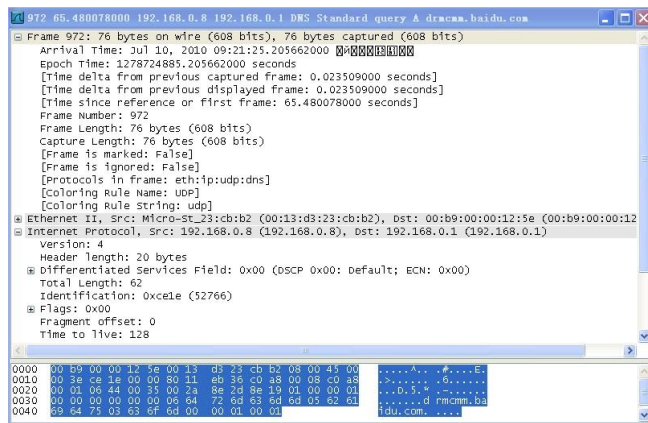 972 65.480078000 192.168.0.8 192.168.0.1 DNS Standard query A drmcmm.baidu.com
Frame 972: 76 bytes on wire (608 bits), 76 bytes captured (608 bits)
Arrival Time: Jul 10, 2010 09:21:25.205662000
Epoch Time: 1278724885.205662000 seconds
[Time delta from previous captured frame: 0.023509000 seconds]
[Time delta from previous displayed frame: 0.023509000 seconds]
[Time since reference or first frame: 65.480078000 seconds]
Frame Number: 972
Frame Length: 76 bytes (608 bits)
Capture Length: 76 bytes (608 bits)
[Frame is marked: False]
[Frame is ignored: False]
[Protocols in frame: eth:ip:udp:dns]
[Coloring Rule Name: UDP]
[Coloring Rule String: udp]
Ethernet II, Src: Micro-St_23:cb:b2 (00:13:d3:23:cb:b2), Dst: 00:b9:00:00:12:5e (00:b9:00:00:12
Internet Protocol, Src: 192.168.0.8 (192.168.0.8), Dst: 192.168.0.1 (192.168.0.1)
Version: 4
Header length: 20 bytes
Differentiated Services Field: 0x00 (DSCP 0x00: Default; ECN: 0x00)
Total Length: 62
Identification: 0xce1e (52766)
Flags: 0x00
Fragment offset: 0
Time to live: 128
0000 00 b9 00 00 12 5e 00 13 d3 23 cb b2 08 00 45 00 .....^.. .#....E.
0010 00 3e ce 1e 00 00 80 11 eb 36 c0 a8 00 08 c0 a8 .>...... .6......
0020 00 01 06 44 00 35 00 2a 8e 2d 8e 19 01 00 00 01 ...D.5.* .-......
0030 00 00 00 00 00 00 06 64 72 6d 63 6d 6d 05 62 61 .......d rmcmm.ba
0040 69 64 75 03 63 6f 6d 00 00 01 00 01 idu.com. ....